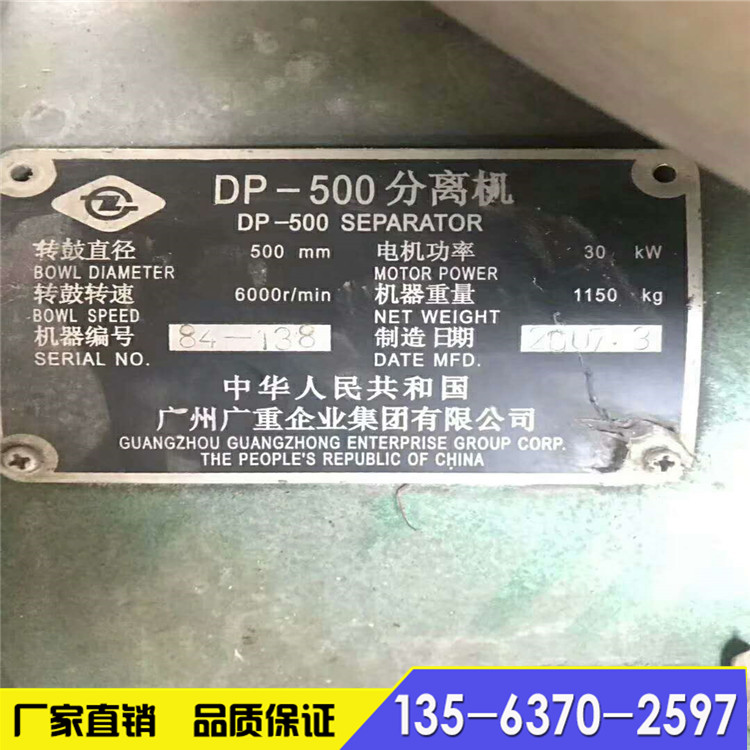 DP-500分离机
DP-500 SEPARATOR
转鼓直径 500 mm 电机功率 30 kW
BOWL DIAMETER MOTOR POWER
转鼓转速 6000r/min 机器重量 1150 kg
BOWL SPEED NET WEIGHT
机器编号 84-138 制造日期 2007.3
SERIAL NO. DATE MFD.
中华人民共和国
广州广重企业集团有限公司
GUANGZHOU GUANGZHONG ENTERPRISE GROUP CORP.
THE PEOPLE'S REPUBLIC OF CHINA
厂家直销 品质保证 135-6370-2597